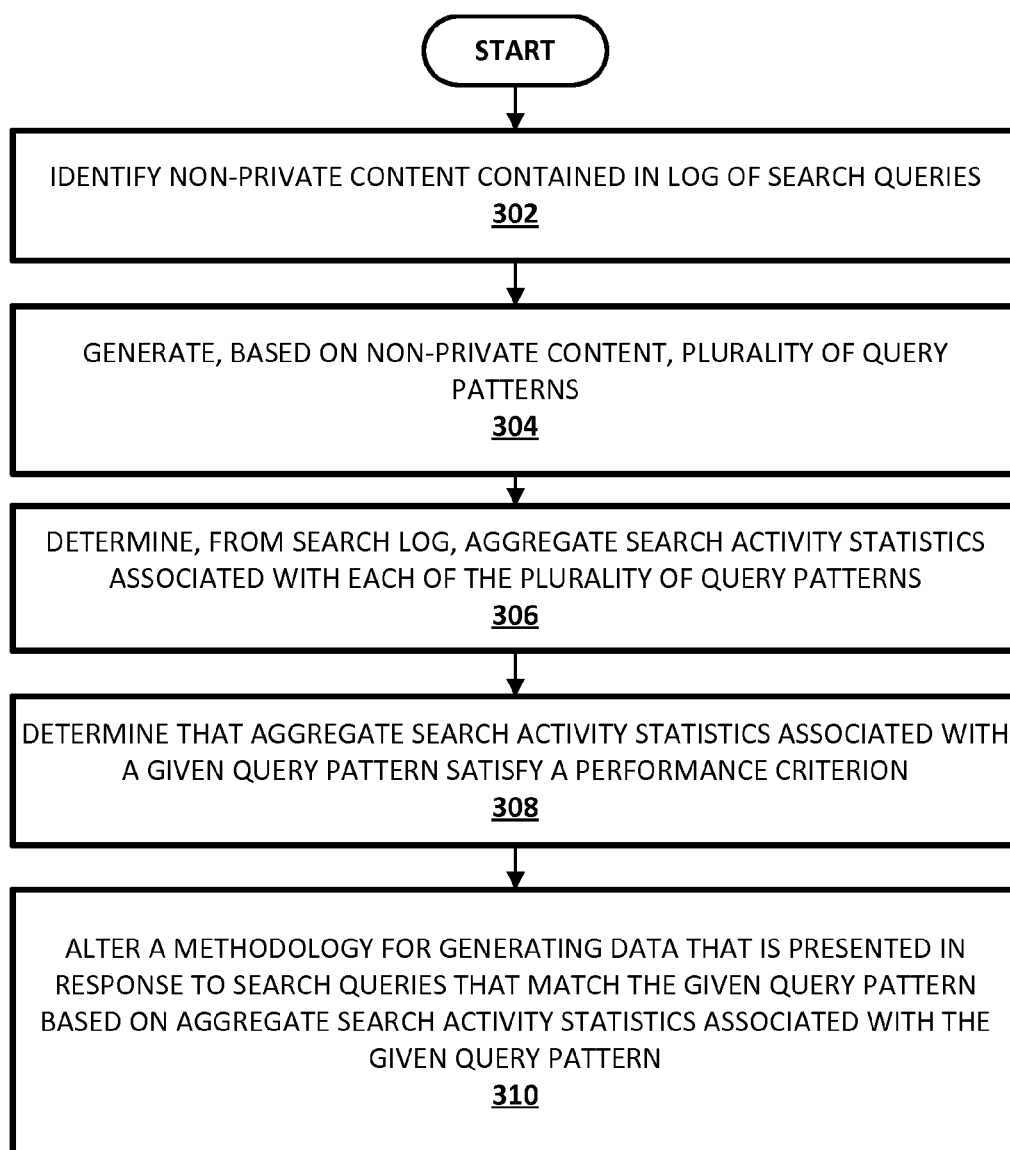 START
IDENTIFY NON-PRIVATE CONTENT CONTAINED IN LOG OF SEARCH QUERIES
302
GENERATE, BASED ON NON-PRIVATE CONTENT, PLURALITY OF QUERY
PATTERNS
304
DETERMINE, FROM SEARCH LOG, AGGREGATE SEARCH ACTIVITY STATISTICS
ASSOCIATED WITH EACH OF THE PLURALITY OF QUERY PATTERNS
306
DETERMINE THAT AGGREGATE SEARCH ACTIVITY STATISTICS ASSOCIATED WITH
A GIVEN QUERY PATTERN SATISFY A PERFORMANCE CRITERION
308
ALTER A METHODOLOGY FOR GENERATING DATA THAT IS PRESENTED IN
RESPONSE TO SEARCH QUERIES THAT MATCH THE GIVEN QUERY PATTERN
BASED ON AGGREGATE SEARCH ACTIVITY STATISTICS ASSOCIATED WITH THE
GIVEN QUERY PATTERN
310